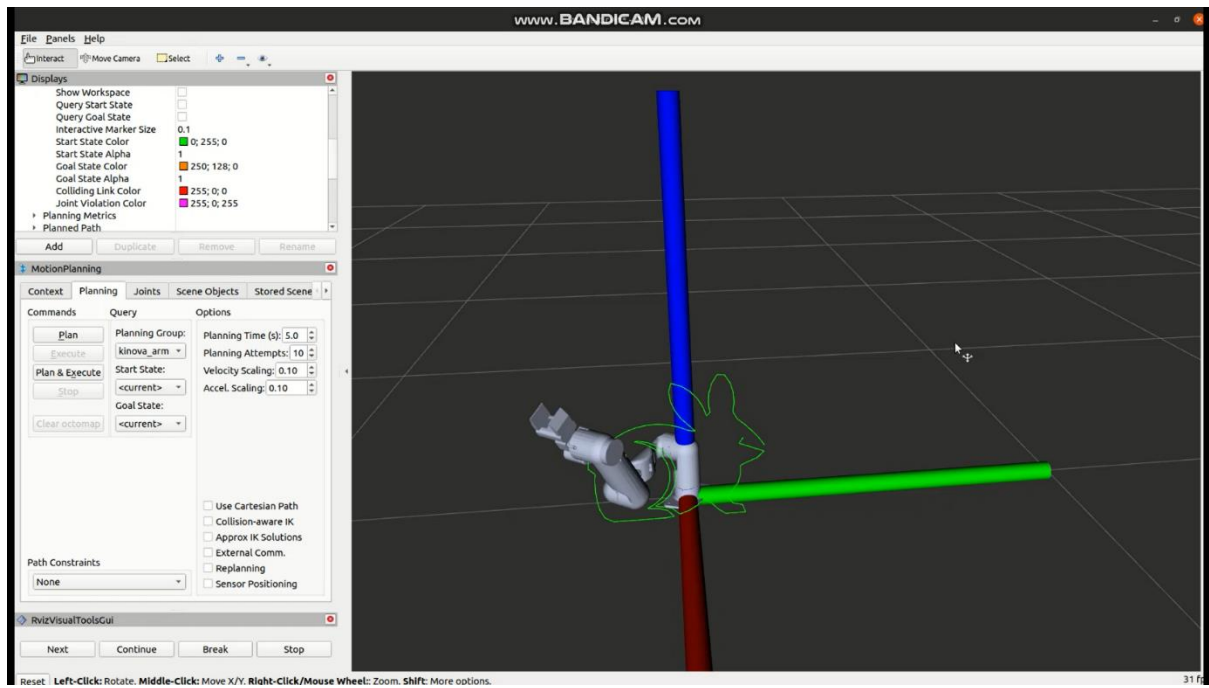 www.BANDICAM.com
File Panels Help
Interact Move Camera Select
Displays
Show Workspace
Query Start State
Query Goal State
Interactive Marker Size 0.1
Start State Color 0; 255; 0
Start State Alpha 1
Goal State Color 250; 128; 0
Goal State Alpha 1
Colliding Link Color 255; 0; 0
Joint Violation Color 255; 0; 255
Planning Metrics
Planned Path
Add Duplicate Remove Rename
MotionPlanning
Context Planning Joints Scene Objects Stored Scene
Commands Query Options
Plan Planning Group: Planning Time (s): 5.0
Execute kinova_arm Planning Attempts: 10
Plan & Execute Start State: Velocity Scaling: 0.10
Stop <current> Accel. Scaling: 0.10
Goal State:
Clear octomap <current>
Use Cartesian Path
Collision-aware IK
Approx IK Solutions
External Comm.
Path Constraints Replanning
None Sensor Positioning
RvizVisualToolsGui
Next Continue Break Stop
Reset Left-Click: Rotate. Middle-Click: Move X/Y. Right-Click/Mouse Wheel:: Zoom. Shift: More options. 31